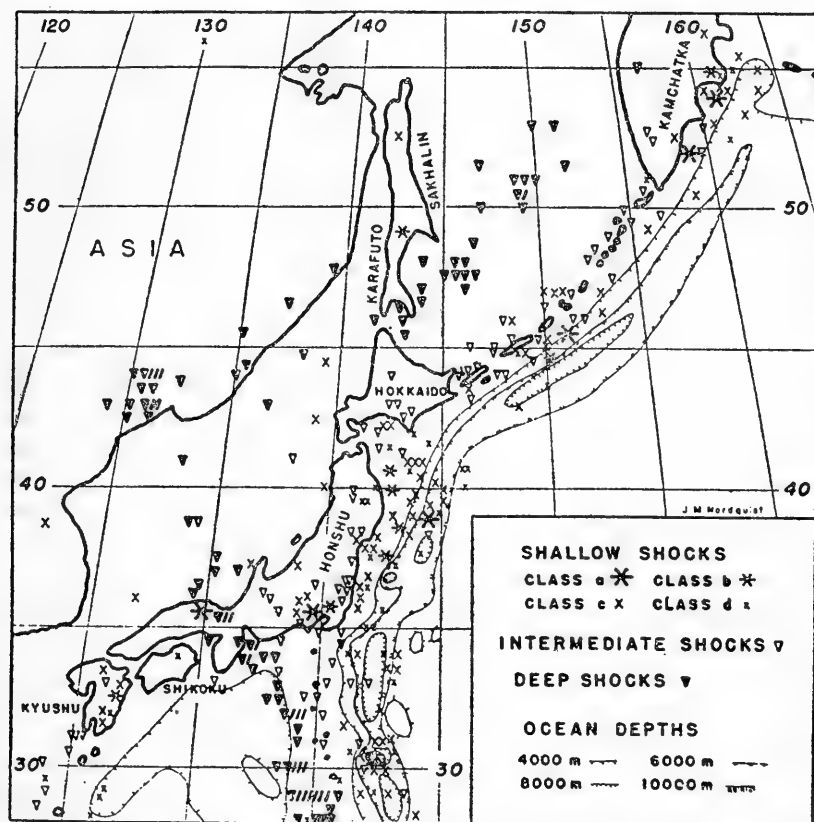 120 130 140 150 160
KAMCHATKA
SAKHALIN
50 50
ASIA
KARAFUTO
HOKKAIDO
40 40
J M Nordquist
HONSHU
SHIKOKU
KYUSHU
30 30
SHALLOW SHOCKS
CLASS a CLASS b
CLASS c x CLASS d x
INTERMEDIATE SHOCKS
DEEP SHOCKS
OCEAN DEPTHS
4000 m 6000 m
8000 m 10000 m